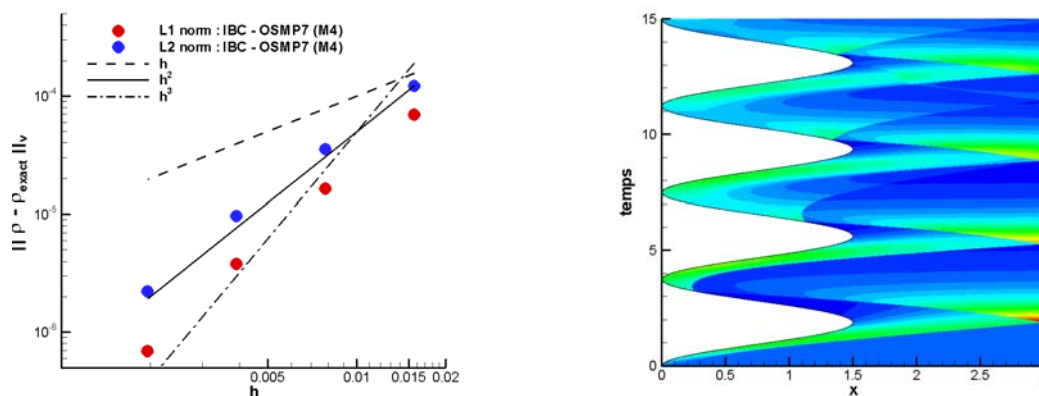 L1 norm : IBC - OSMP7 (M4)
L2 norm : IBC - OSMP7 (M4)
h
h²
h³
10⁻⁴
10⁻⁵
10⁻⁶
|| ρ - ρexact ||ᵥ
0.005
0.01
0.015
0.02
h
15
10
5
0
temps
0
0.5
1
1.5
2
2.5
x